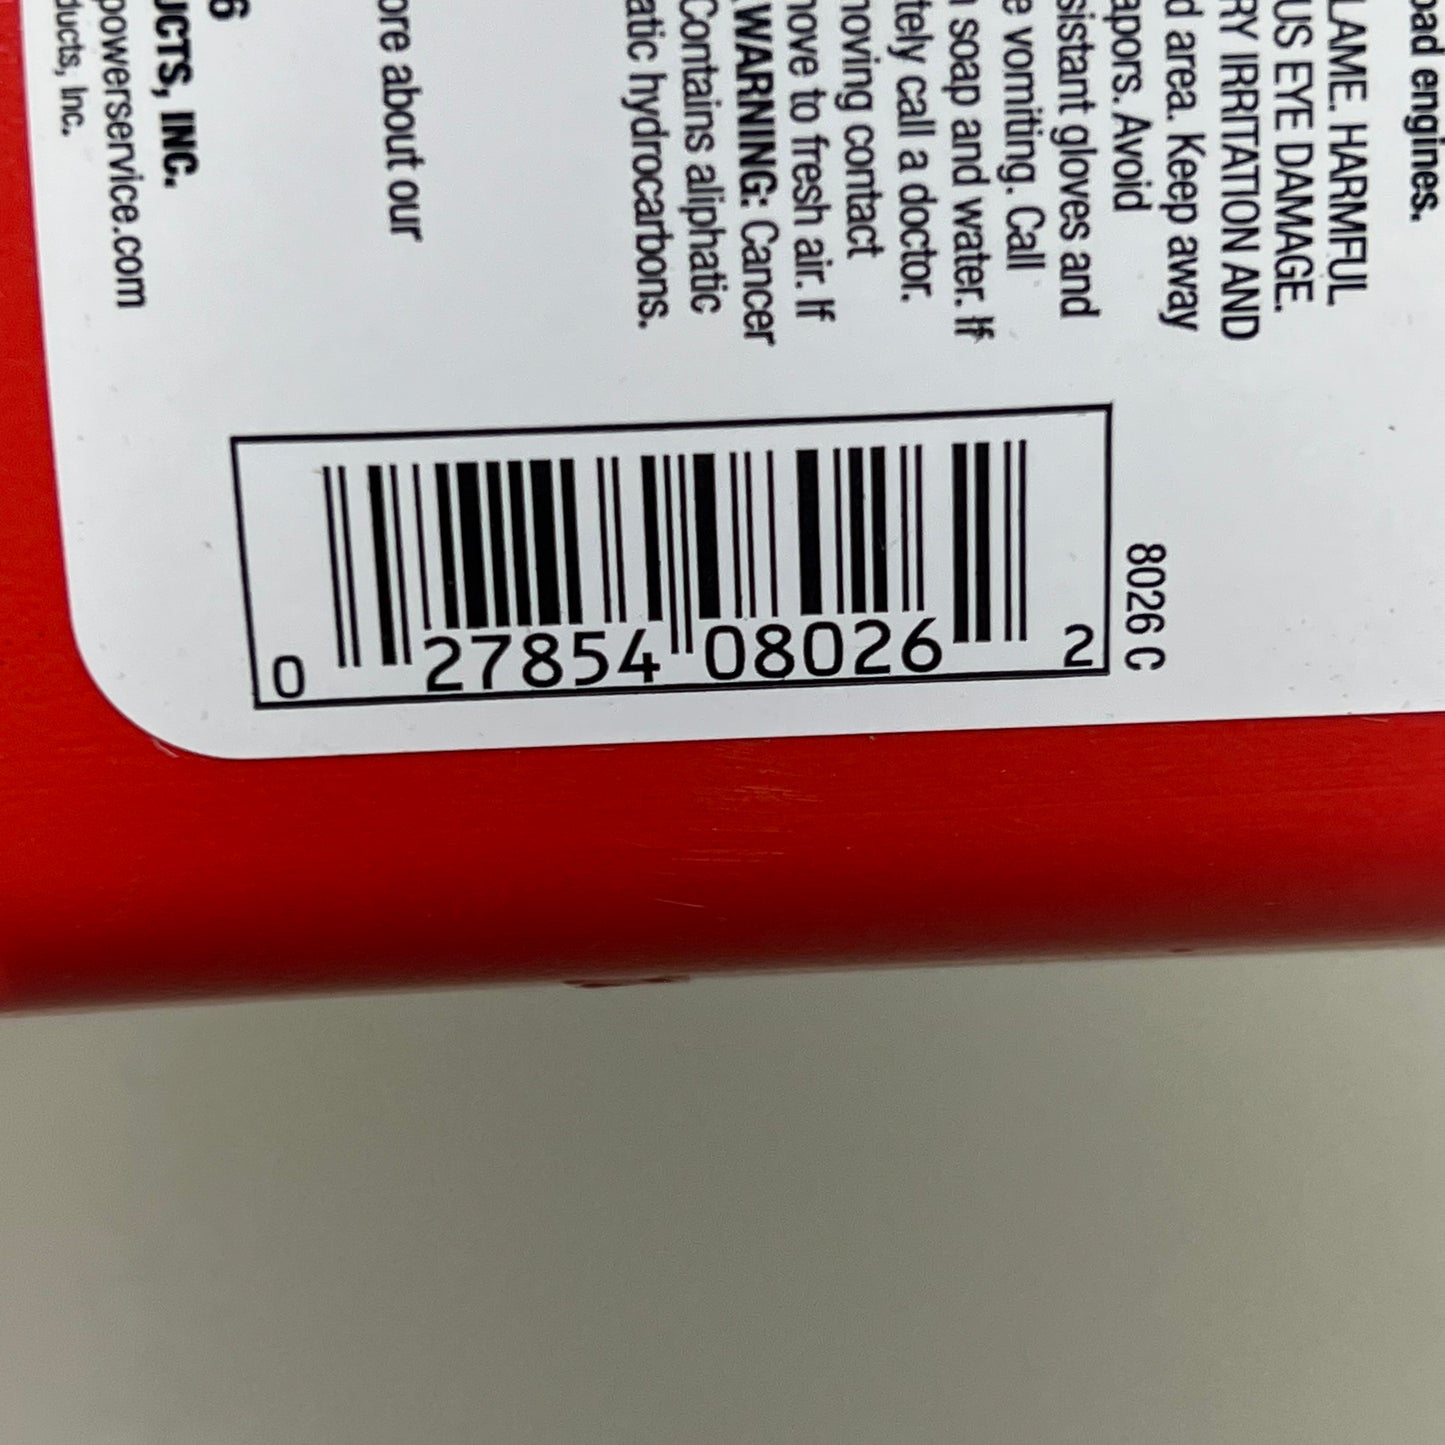 oad engines.
LAME. HARMFUL
US EYE DAMAGE.
RY IRRITATION AND
d area. Keep away
apors. Avoid
sistant gloves and
e vomiting. Call
soap and water. If
tely call a doctor.
noving contact
nove to fresh air. If
WARNING: Cancer
Contains aliphatic
atic hydrocarbons.
ore about our
6
UCTS, INC.
powerservice.com
ducts, Inc.
0 27854 08026 2
8026 C